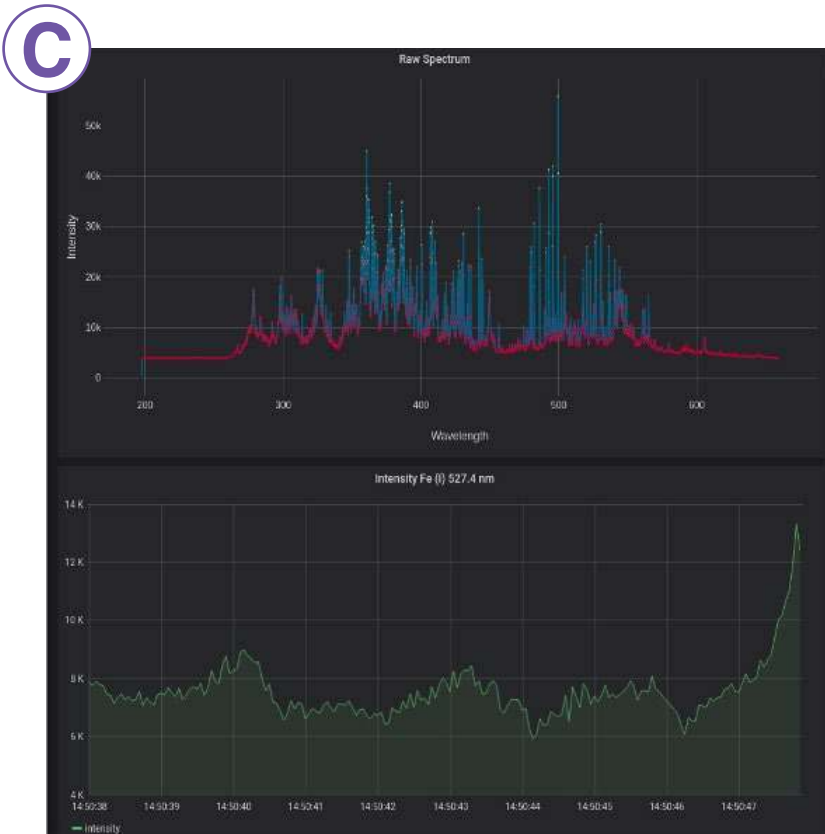 C
Raw Spectrum
50k
40k
30k
20k
10k
0
Intensity
200 300 400 500 600
Wavelength
Intensity Fe (I) 527.4 nm
14 K
12 K
10 K
8 K
6 K
4 K
14:50:38 14:50:39 14:50:40 14:50:41 14:50:42 14:50:43 14:50:44 14:50:45 14:50:46 14:50:47
intensity